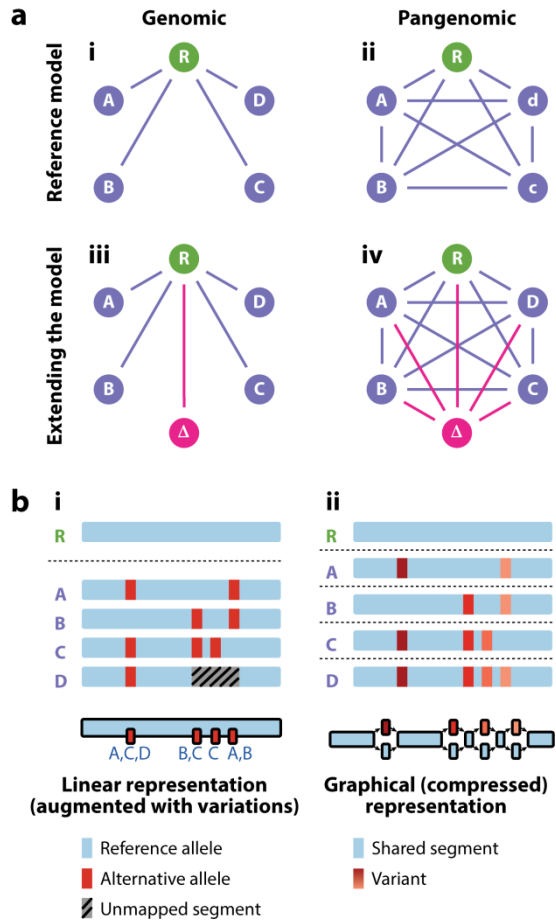 a
Genomic
Pangenomic
Reference model
i
R
A
D
B
C
ii
R
A
d
B
c
Extending the model
iii
R
A
D
B
C
Δ
iv
R
A
D
B
C
Δ
b
i
R
A
B
C
D
A,C,D
B,C
C
A,B
Linear representation
(augmented with variations)
Reference allele
Alternative allele
Unmapped segment
ii
R
A
B
C
D
Graphical (compressed)
representation
Shared segment
Variant